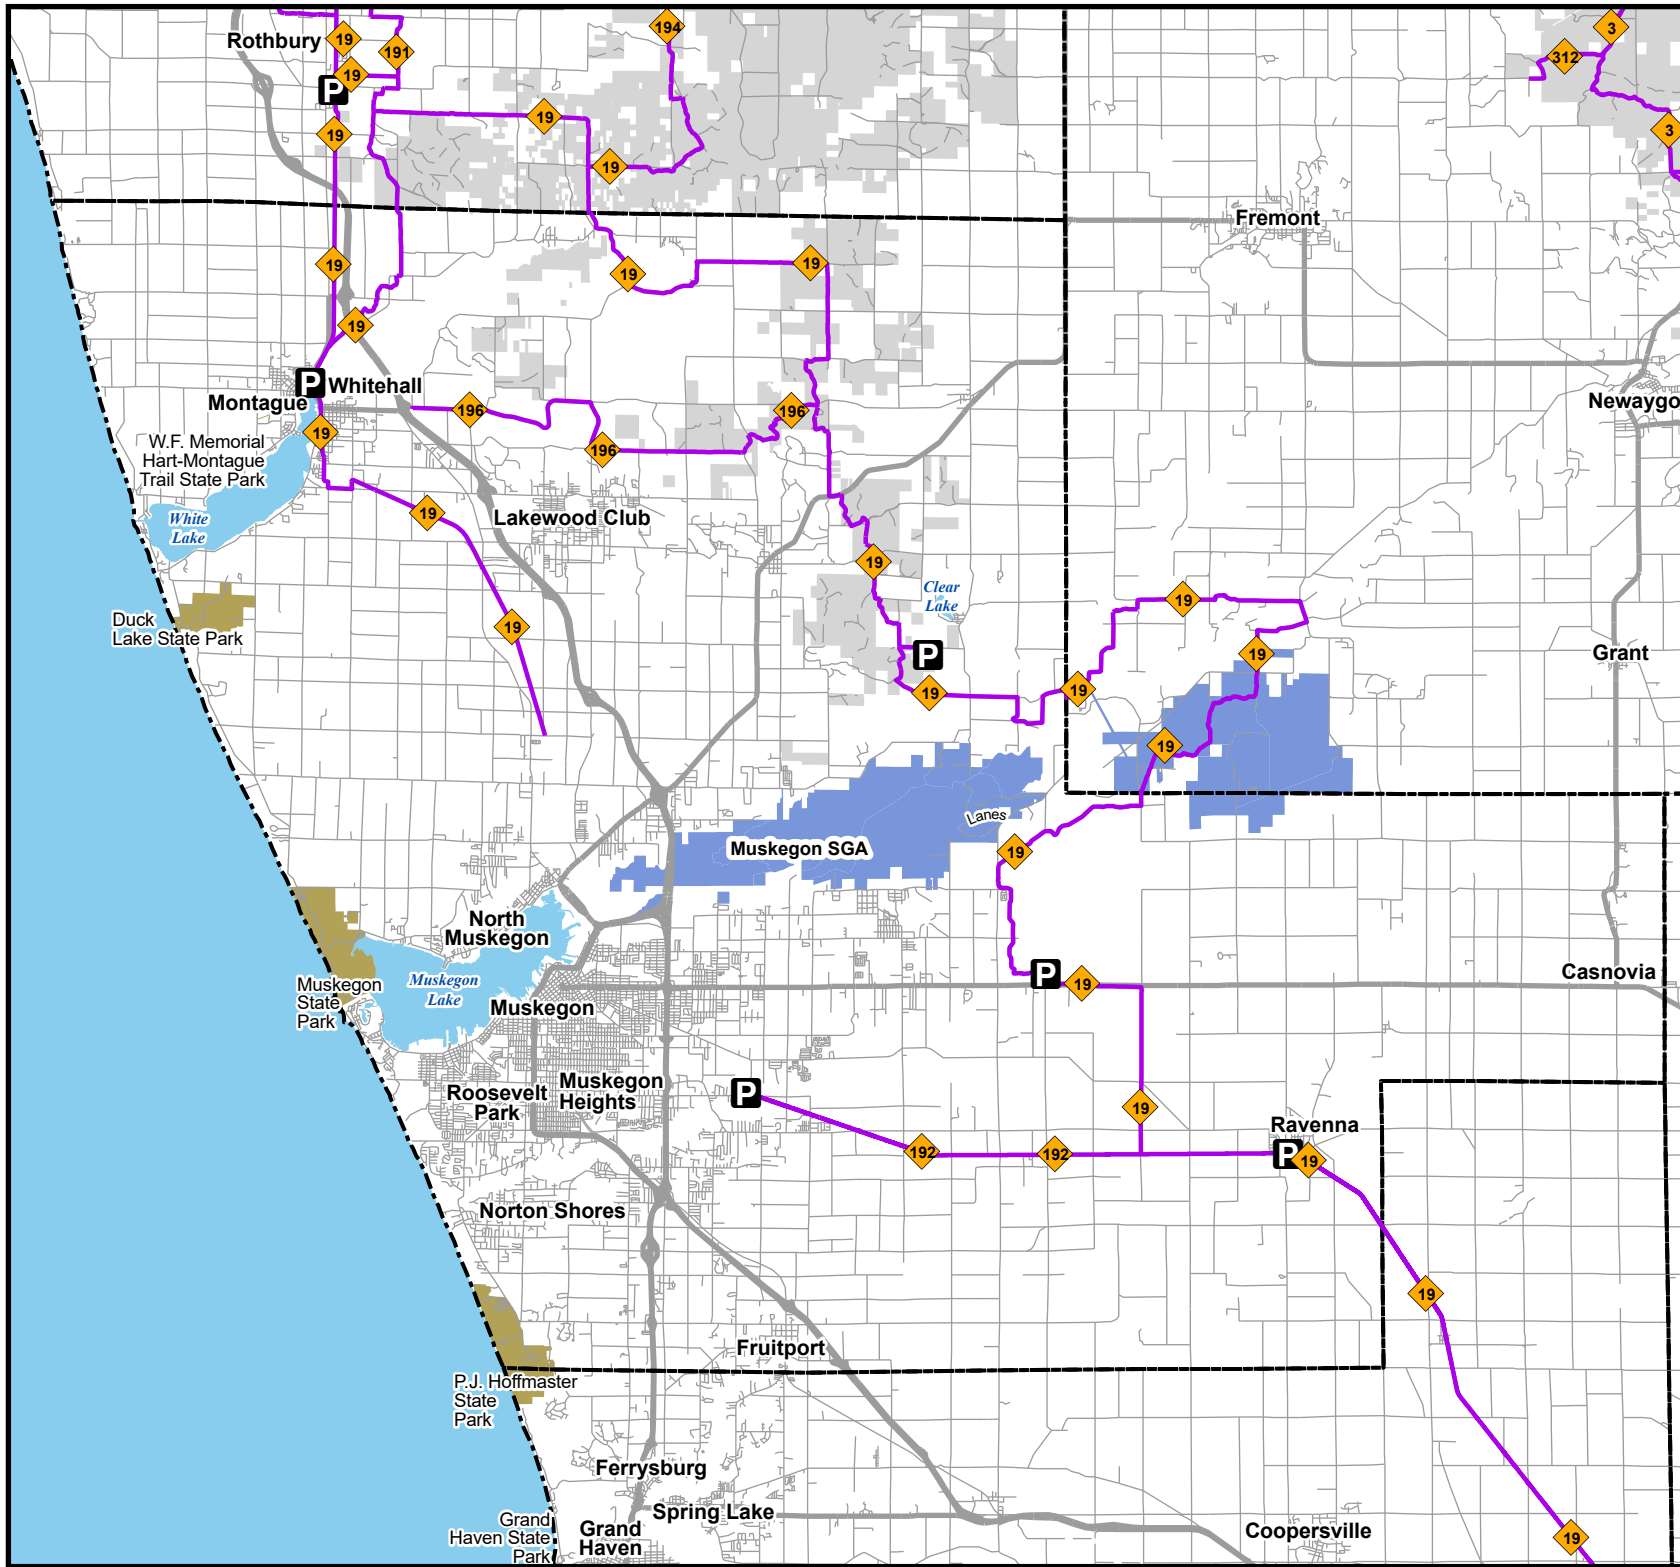 194
3
19
Rothbury
191
312
19
P
19
3
19
19
Fremont
19
19
19
19
P
Whitehall
Montague
196
196
Newaygo
19
W.F. Memorial
Hart-Montague
Trail State Park
196
19
Lakewood Club
White
Lake
19
Clear
Lake
19
Duck
Lake State Park
19
P
19
Grant
19
19
19
Lanes
Muskegon SGA
19
North
Muskegon
P
19
Casnovia
Muskegon
State
Park
Muskegon
Lake
Muskegon
Roosevelt
Park
Muskegon
Heights
P
19
Ravenna
192
192
P
19
Norton Shores
19
Fruitport
P.J. Hoffmaster
State
Park
Ferrysburg
Spring Lake
Grand
Haven State
Park
Grand
Haven
Coopersville
19